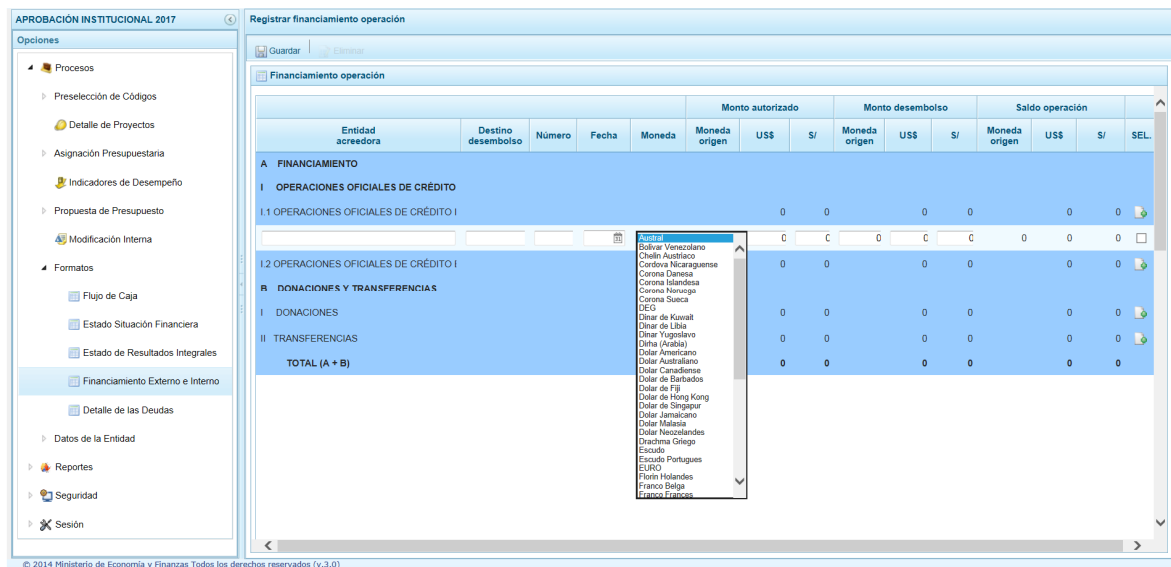 APROBACIÓN INSTITUCIONAL 2017
Opciones
Procesos
Preselección de Códigos
Detalle de Proyectos
Asignación Presupuestaria
Indicadores de Desempeño
Propuesta de Presupuesto
Modificación Interna
Formatos
Flujo de Caja
Estado Situación Financiera
Estado de Resultados Integrales
Financiamiento Externo e Interno
Detalle de las Deudas
Datos de la Entidad
Reportes
Seguridad
Sesión
Registrar financiamiento operación
Guardar Eliminar
Financiamiento operación
Monto autorizado Monto desembolso Saldo operación
Entidad acreedora Destino desembolso Número Fecha Moneda Moneda origen US$ S/ Moneda origen US$ S/ Moneda origen US$ S/ SEL.
A FINANCIAMIENTO
I OPERACIONES OFICIALES DE CRÉDITO
I.1 OPERACIONES OFICIALES DE CRÉDITO I 0 0 0 0 0 0
31 0 0 0 0 0 0 0 0
I.2 OPERACIONES OFICIALES DE CRÉDITO E 0 0 0 0 0 0
B DONACIONES Y TRANSFERENCIAS
I DONACIONES 0 0 0 0 0 0
II TRANSFERENCIAS 0 0 0 0 0 0
TOTAL (A + B) 0 0 0 0 0 0
Austral
Bolivar Venezolano
Chelin Austriaco
Cordova Nicaraguense
Corona Danesa
Corona Islandesa
Corona Noruega
Corona Sueca
DEG
Dinar de Kuwait
Dinar de Libia
Dinar Yugoslavo
Dirha (Arabia)
Dolar Americano
Dolar Australiano
Dolar Canadiense
Dolar de Barbados
Dolar de Fiji
Dolar de Hong Kong
Dolar de Singapur
Dolar Jamaicano
Dolar Malasia
Dolar Neozelandes
Drachma Griego
Escudo
Escudo Portugues
EURO
Florin Holandes
Franco Belga
Franco Frances
© 2014 Ministerio de Economía y Finanzas Todos los derechos reservados (v.3.0)